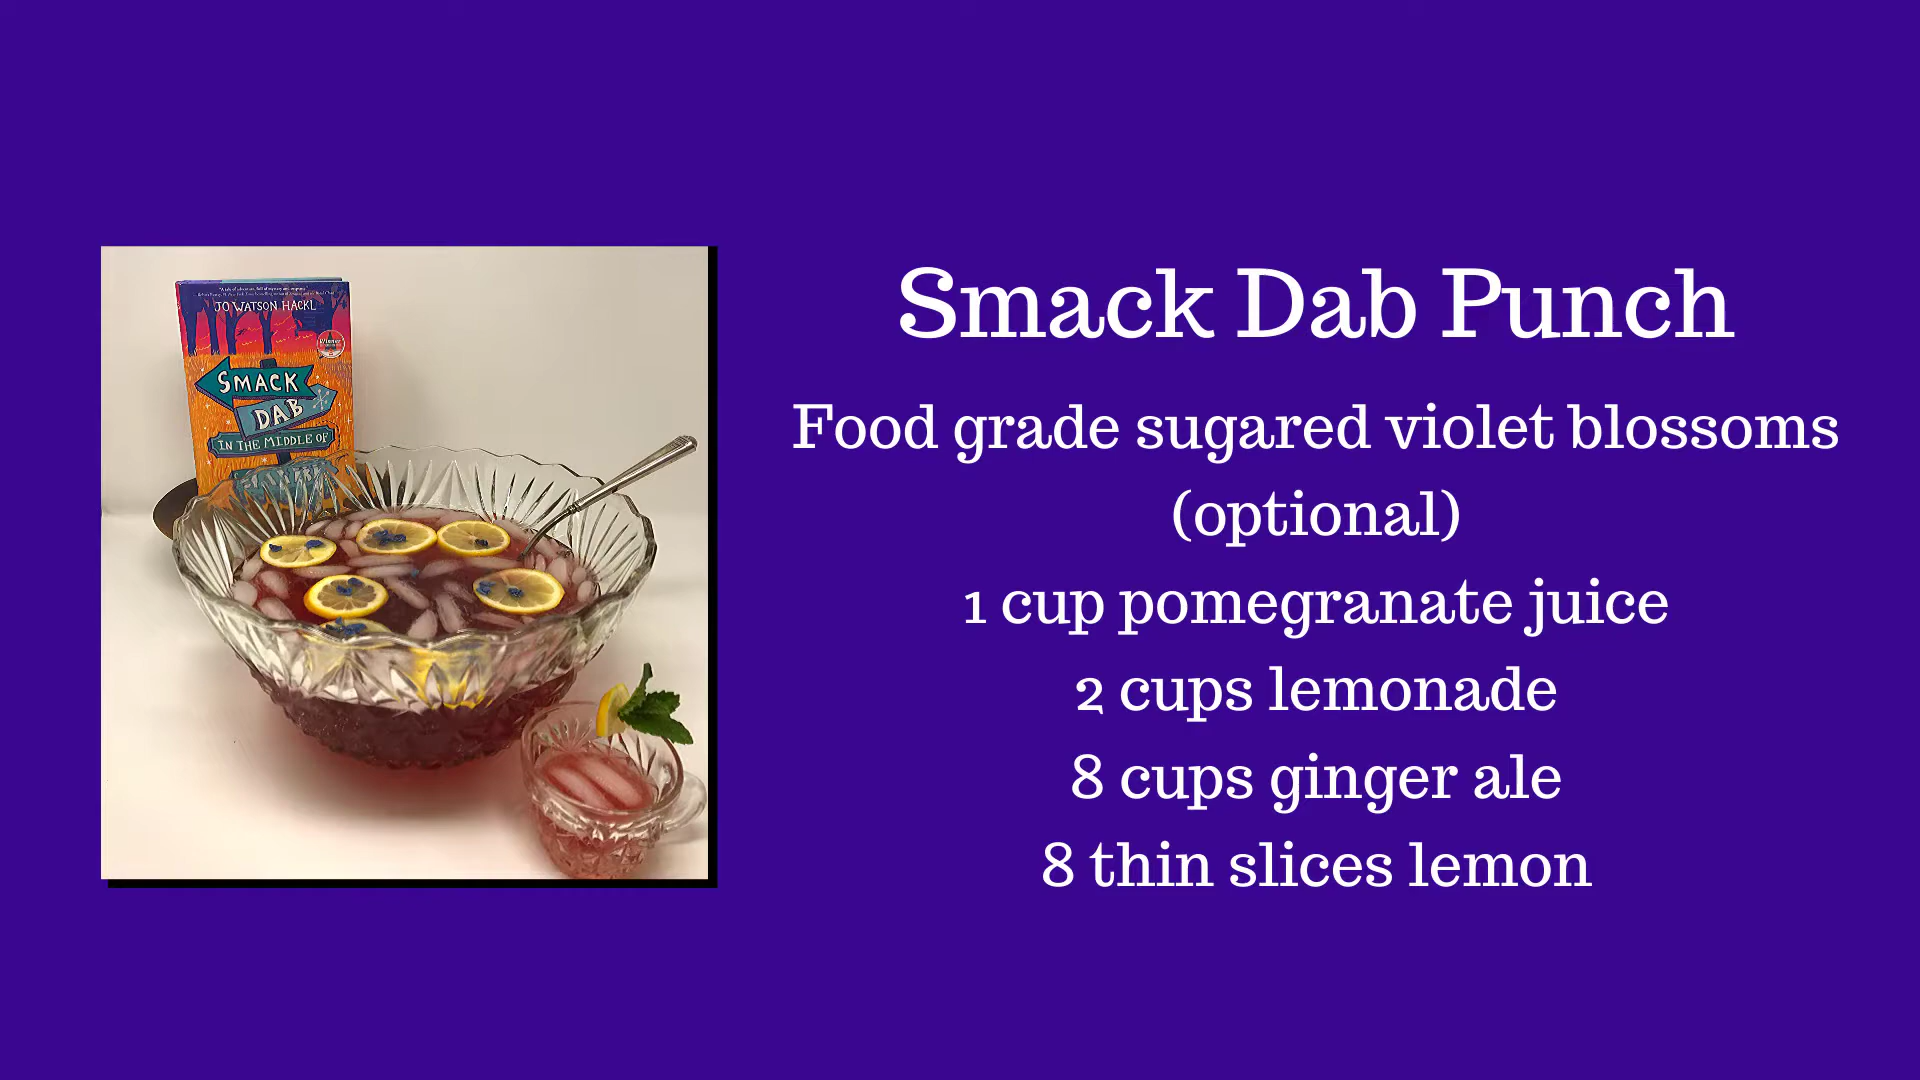 JO WATSON HACKL
Winner
SMACK
DAB
IN THE MIDDLE OF
Smack Dab Punch
Food grade sugared violet blossoms
(optional)
1 cup pomegranate juice
2 cups lemonade
8 cups ginger ale
8 thin slices lemon